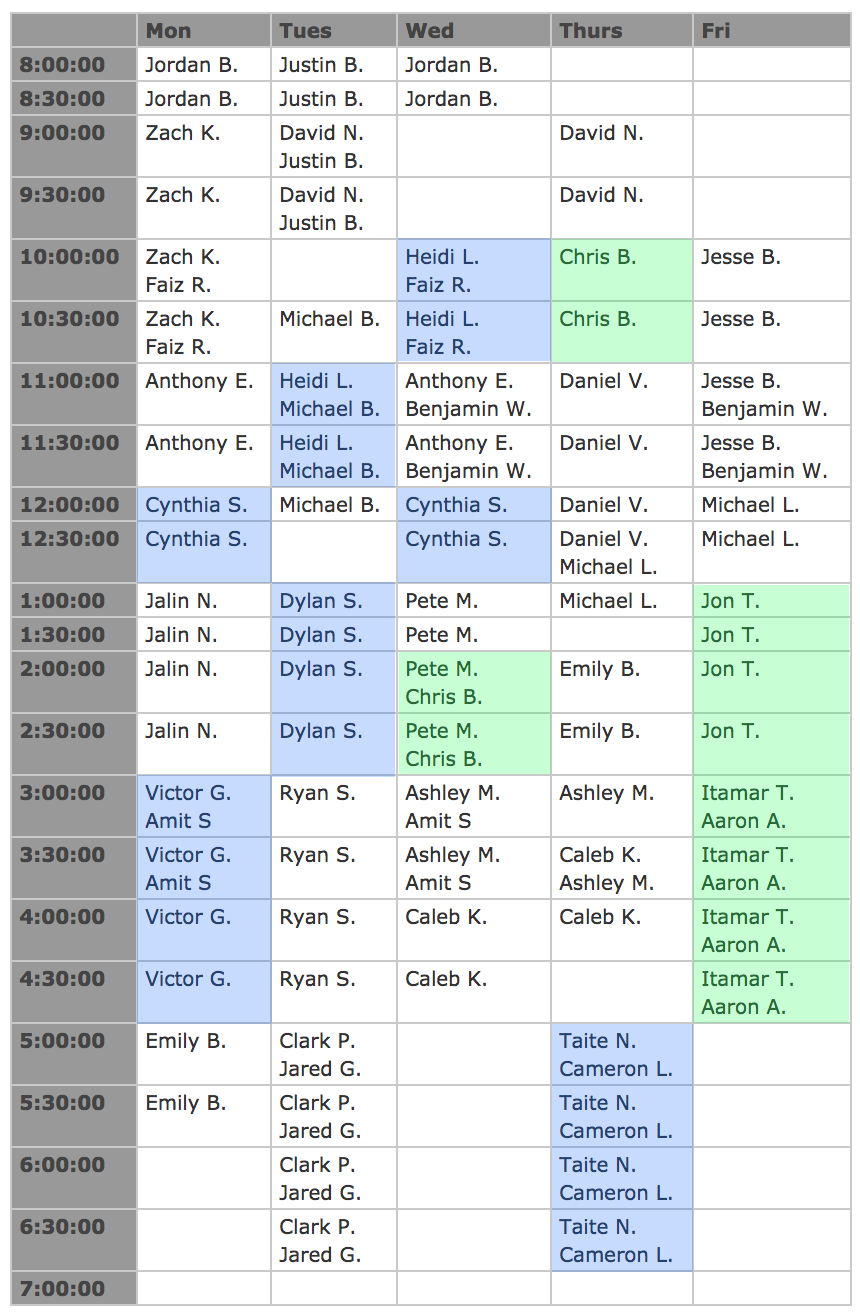 Mon Tues Wed Thurs Fri
8:00:00 Jordan B. Justin B. Jordan B.
8:30:00 Jordan B. Justin B. Jordan B.
9:00:00 Zach K. David N. David N.
Justin B.
9:30:00 Zach K. David N. David N.
Justin B.
10:00:00 Zach K. Heidi L. Chris B. Jesse B.
Faiz R. Faiz R.
10:30:00 Zach K. Michael B. Heidi L. Chris B. Jesse B.
Faiz R. Faiz R.
11:00:00 Anthony E. Heidi L. Anthony E. Daniel V. Jesse B.
Michael B. Benjamin W. Benjamin W.
11:30:00 Anthony E. Heidi L. Anthony E. Daniel V. Jesse B.
Michael B. Benjamin W. Benjamin W.
12:00:00 Cynthia S. Michael B. Cynthia S. Daniel V. Michael L.
12:30:00 Cynthia S. Cynthia S. Daniel V. Michael L.
Michael L.
1:00:00 Jalin N. Dylan S. Pete M. Michael L. Jon T.
1:30:00 Jalin N. Dylan S. Pete M. Jon T.
2:00:00 Jalin N. Dylan S. Pete M. Emily B. Jon T.
Chris B.
2:30:00 Jalin N. Dylan S. Pete M. Emily B. Jon T.
Chris B.
3:00:00 Victor G. Ryan S. Ashley M. Ashley M. Itamar T.
Amit S Amit S Aaron A.
3:30:00 Victor G. Ryan S. Ashley M. Caleb K. Itamar T.
Amit S Amit S Ashley M. Aaron A.
4:00:00 Victor G. Ryan S. Caleb K. Caleb K. Itamar T.
Aaron A.
4:30:00 Victor G. Ryan S. Caleb K. Itamar T.
Aaron A.
5:00:00 Emily B. Clark P. Taite N.
Jared G. Cameron L.
5:30:00 Emily B. Clark P. Taite N.
Jared G. Cameron L.
6:00:00 Clark P. Taite N.
Jared G. Cameron L.
6:30:00 Clark P. Taite N.
Jared G. Cameron L.
7:00:00